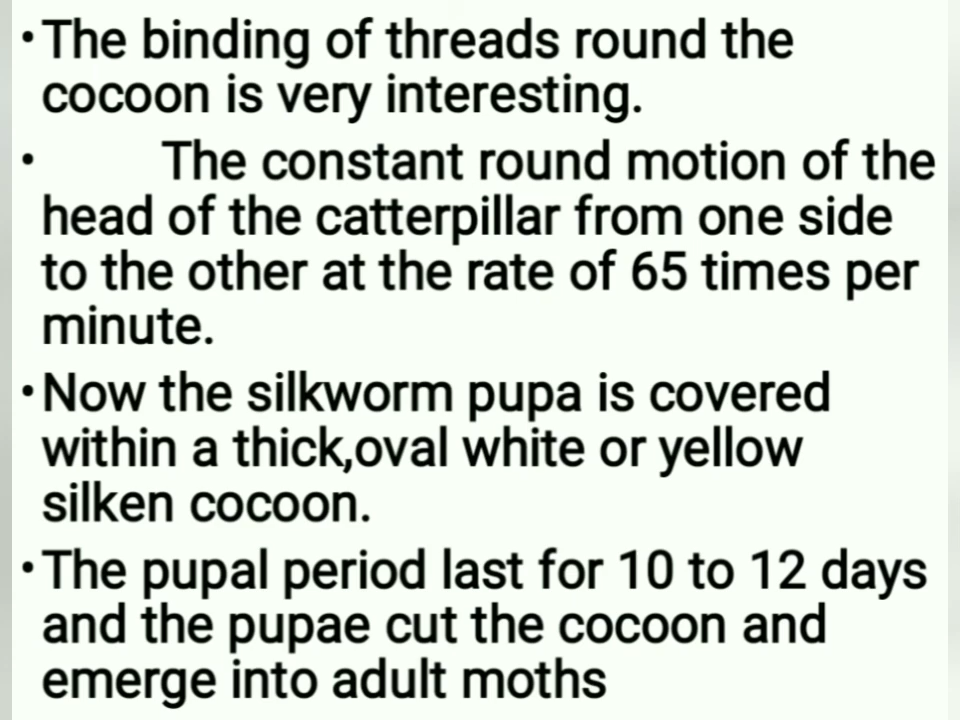 •The binding of threads round the
cocoon is very interesting.
• The constant round motion of the
head of the catterpillar from one side
to the other at the rate of 65 times per
minute.
•Now the silkworm pupa is covered
within a thick,oval white or yellow
silken cocoon.
•The pupal period last for 10 to 12 days
and the pupae cut the cocoon and
emerge into adult moths